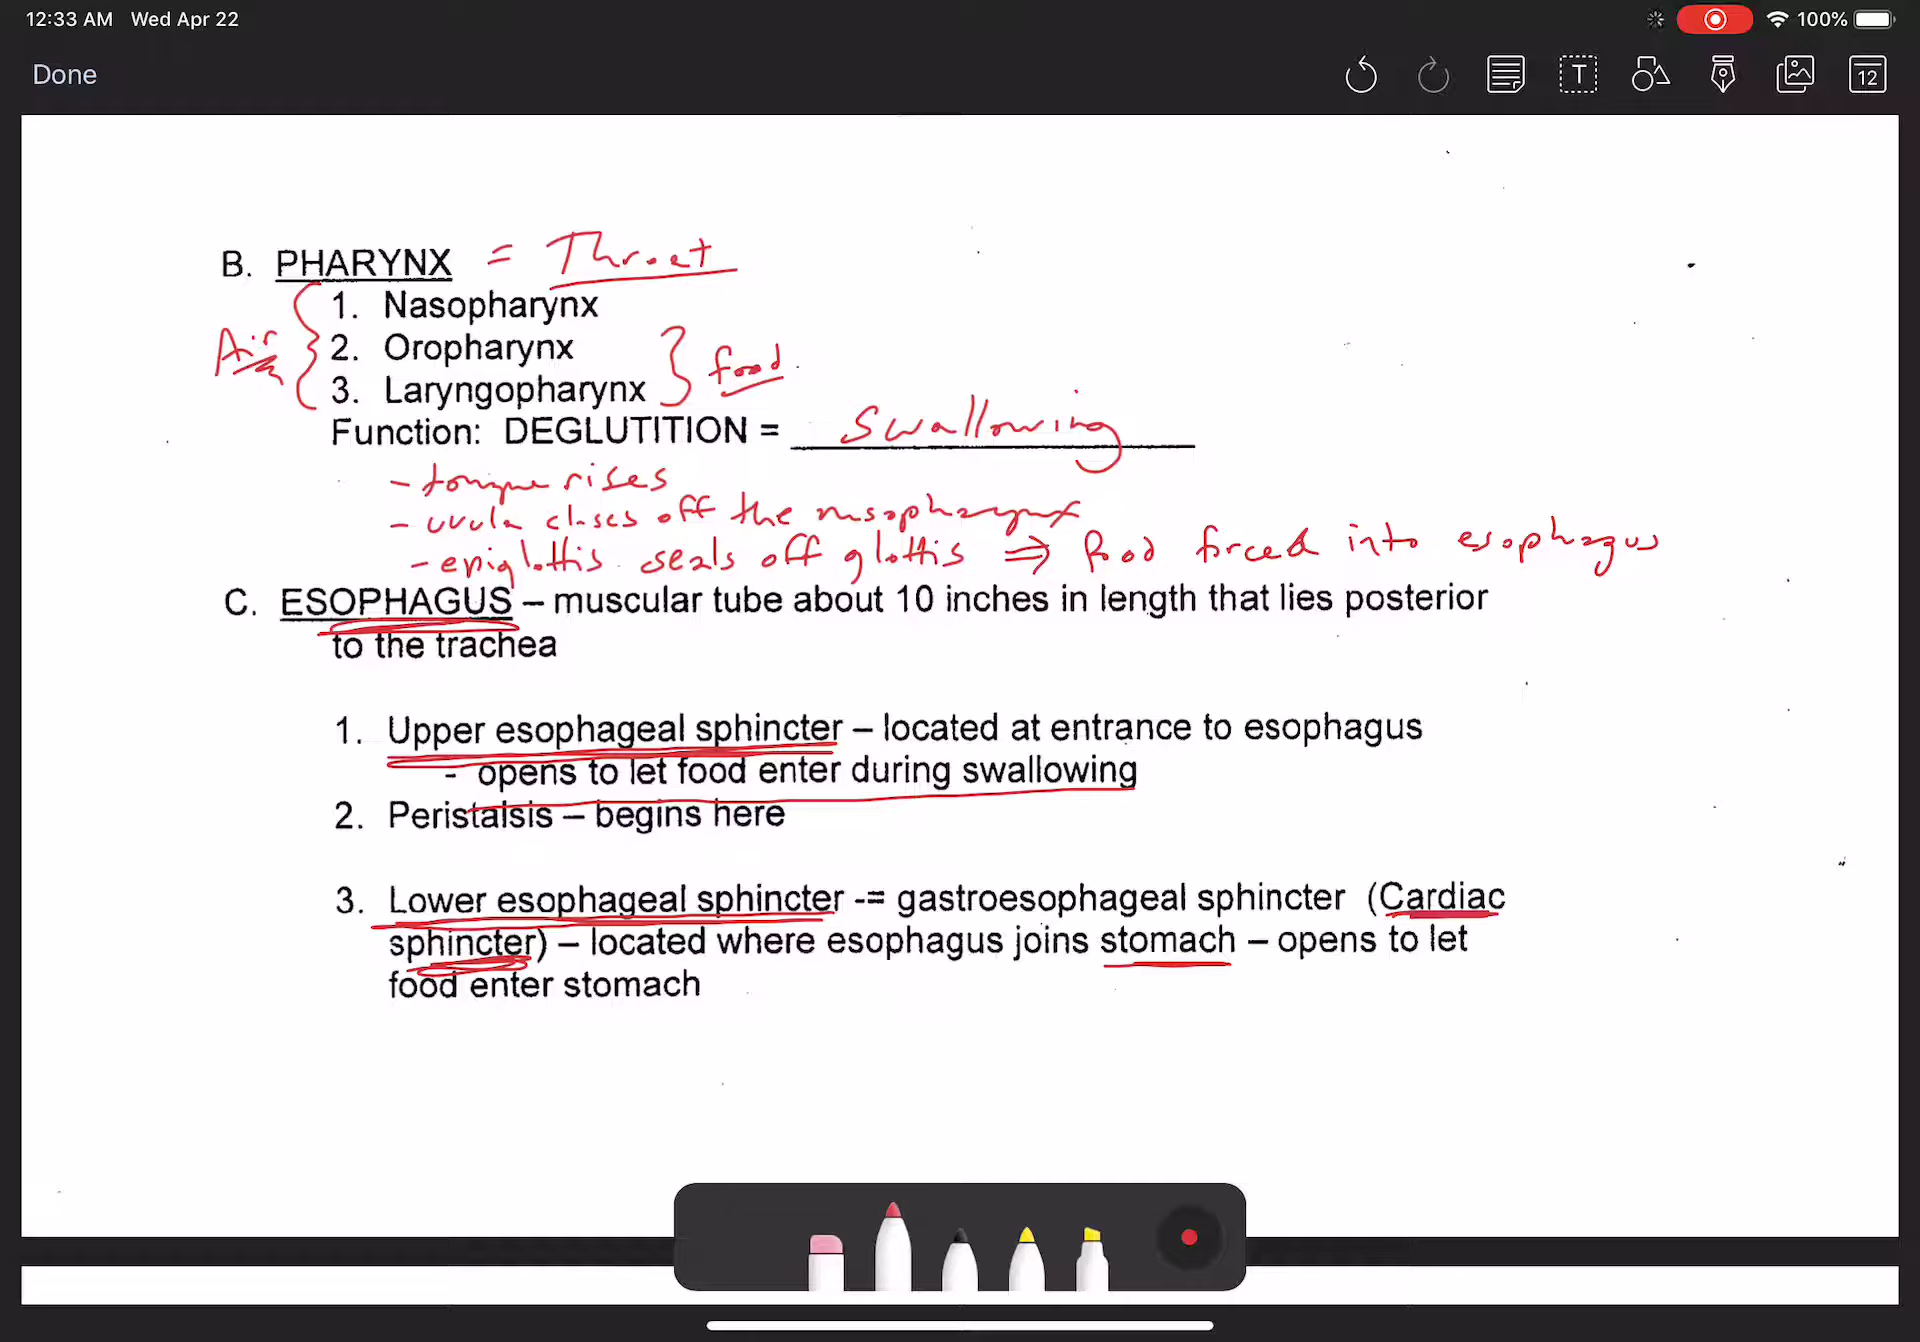 12:33 AM Wed Apr 22
100%
Done
T
12
B. PHARYNX = Throat
1. Nasopharynx
Air 2. Oropharynx food
3. Laryngopharynx
Function: DEGLUTITION = Swallowing
- tongue rises
- uvula closes off the nasopharynx
- epiglottis seals off glottis ⇒ food forced into esophagus
C. ESOPHAGUS – muscular tube about 10 inches in length that lies posterior
to the trachea
1. Upper esophageal sphincter – located at entrance to esophagus
- opens to let food enter during swallowing
2. Peristalsis – begins here
3. Lower esophageal sphincter -= gastroesophageal sphincter (Cardiac
sphincter) – located where esophagus joins stomach – opens to let
food enter stomach